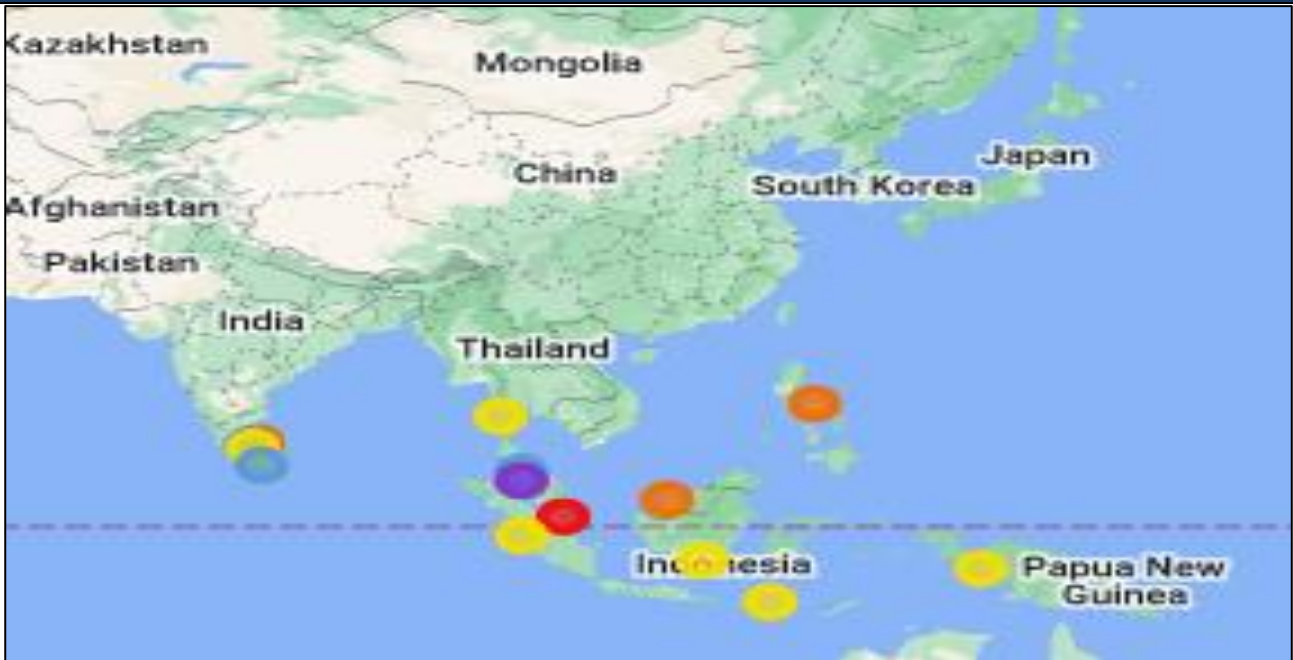 Kazakhstan
Mongolia
China
Japan
South Korea
Afghanistan
Pakistan
India
Thailand
Papua New
Guinea